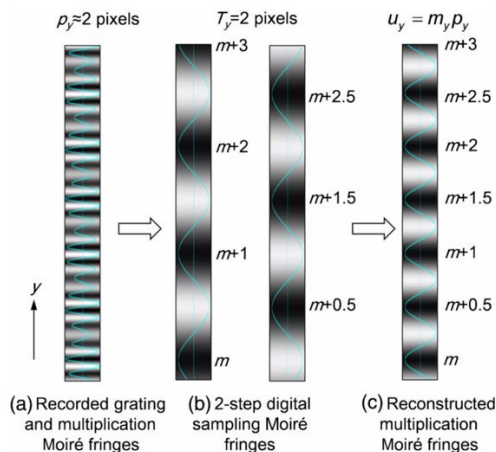 p_y≈2 pixels
T_y=2 pixels
u_y = m_y p_y
m+3
m+3
m+2.5
m+2.5
m+2
m+2
m+1.5
m+1.5
m+1
m+1
y
m+0.5
m+0.5
m
m
(a) Recorded grating
and multiplication
Moiré fringes
(b) 2-step digital
sampling Moiré
fringes
(c) Reconstructed
multiplication
Moiré fringes